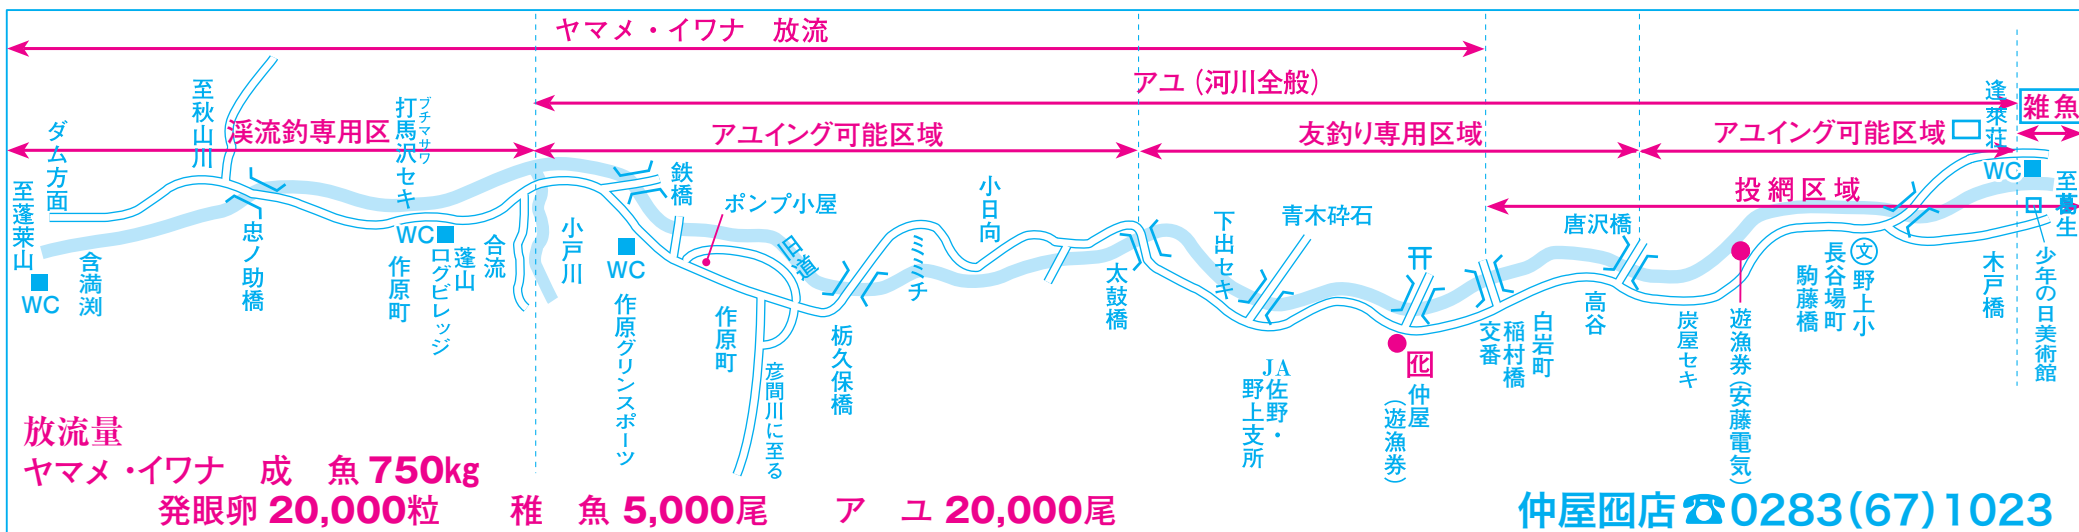 ヤマメ・イワナ 放流
アユ(河川全般)
渓流釣専用区
アユイング可能区域
友釣り専用区域
アユイング可能区域
雑魚
投網区域
至蓬莱山
ダム方面
WC
含満渕
至秋山川
忠ノ助橋
打馬沢セキ
ブチマサワ
作原町
WC
蓬山
ログビレッジ
合流
小戸川
鉄橋
WC
作原グリンスポーツ
ポンプ小屋
作原町
旧道
彦間川に至る
栃久保橋
ミミチ
小日向
太鼓橋
下出セキ
青木砕石
JA佐野・
野上支所
囮
仲屋
(遊漁券)
交番
稲村橋
白岩町
唐沢橋
高谷
炭屋セキ
遊漁券(安藤電気)
駒藤橋
長谷場町
文
野上小
蓬莱荘
WC
木戸橋
少年の日美術館
至葛生
放流量
ヤマメ・イワナ 成 魚 750kg
発眼卵 20,000粒 稚 魚 5,000尾 ア ユ 20,000尾
仲屋囮店☎0283(67)1023